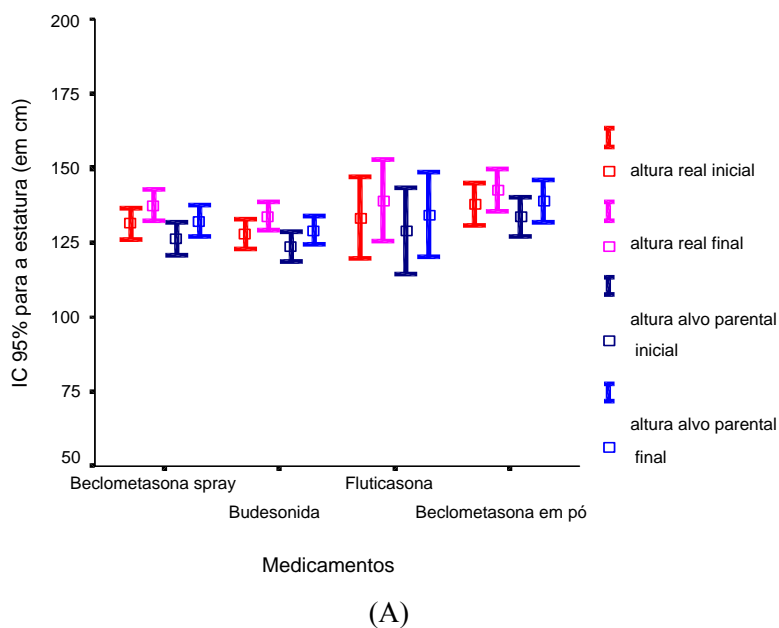 200
175
150
125
100
75
50
IC 95% para a estatura (em cm)
Beclometasona spray
Budesonida
Fluticasona
Beclometasona em pó
Medicamentos
altura real inicial
altura real final
altura alvo parental
inicial
altura alvo parental
final
(A)